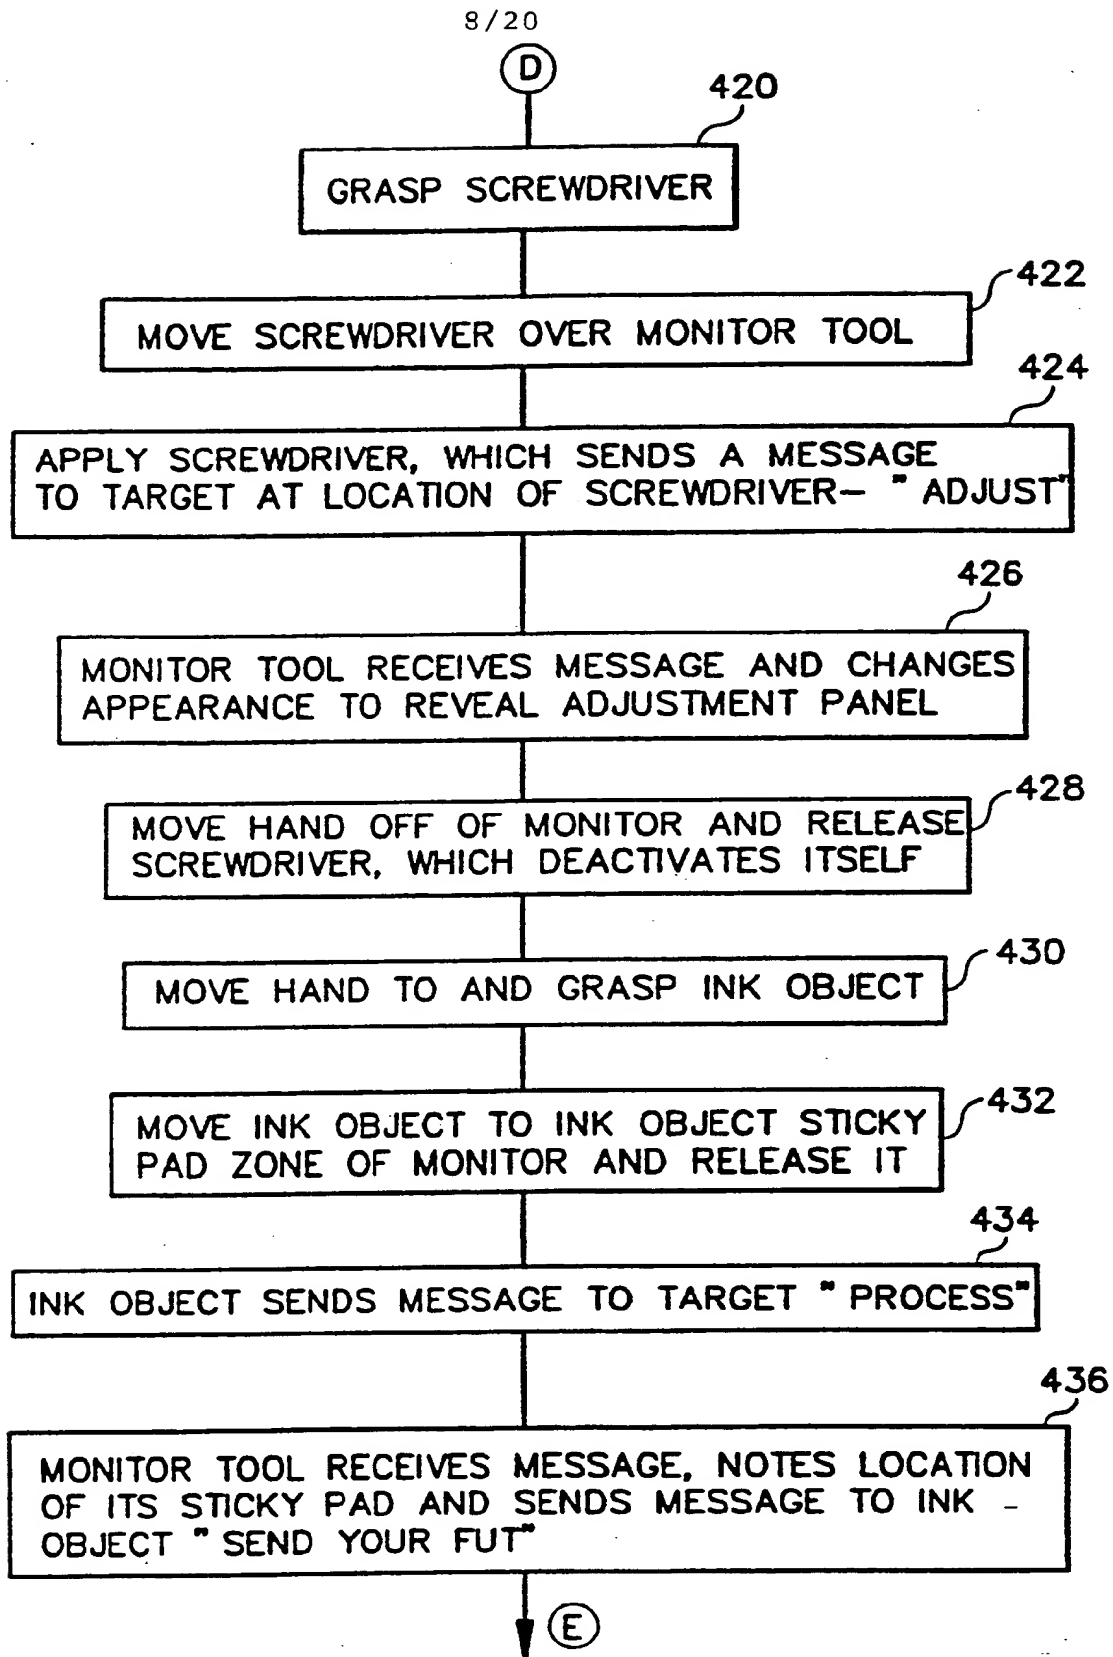 8/20
D
420
GRASP SCREWDRIVER
422
MOVE SCREWDRIVER OVER MONITOR TOOL
424
APPLY SCREWDRIVER, WHICH SENDS A MESSAGE
TO TARGET AT LOCATION OF SCREWDRIVER— "ADJUST"
426
MONITOR TOOL RECEIVES MESSAGE AND CHANGES
APPEARANCE TO REVEAL ADJUSTMENT PANEL
428
MOVE HAND OFF OF MONITOR AND RELEASE
SCREWDRIVER, WHICH DEACTIVATES ITSELF
430
MOVE HAND TO AND GRASP INK OBJECT
432
MOVE INK OBJECT TO INK OBJECT STICKY
PAD ZONE OF MONITOR AND RELEASE IT
434
INK OBJECT SENDS MESSAGE TO TARGET "PROCESS"
436
MONITOR TOOL RECEIVES MESSAGE, NOTES LOCATION
OF ITS STICKY PAD AND SENDS MESSAGE TO INK -
OBJECT "SEND YOUR FUT"
E